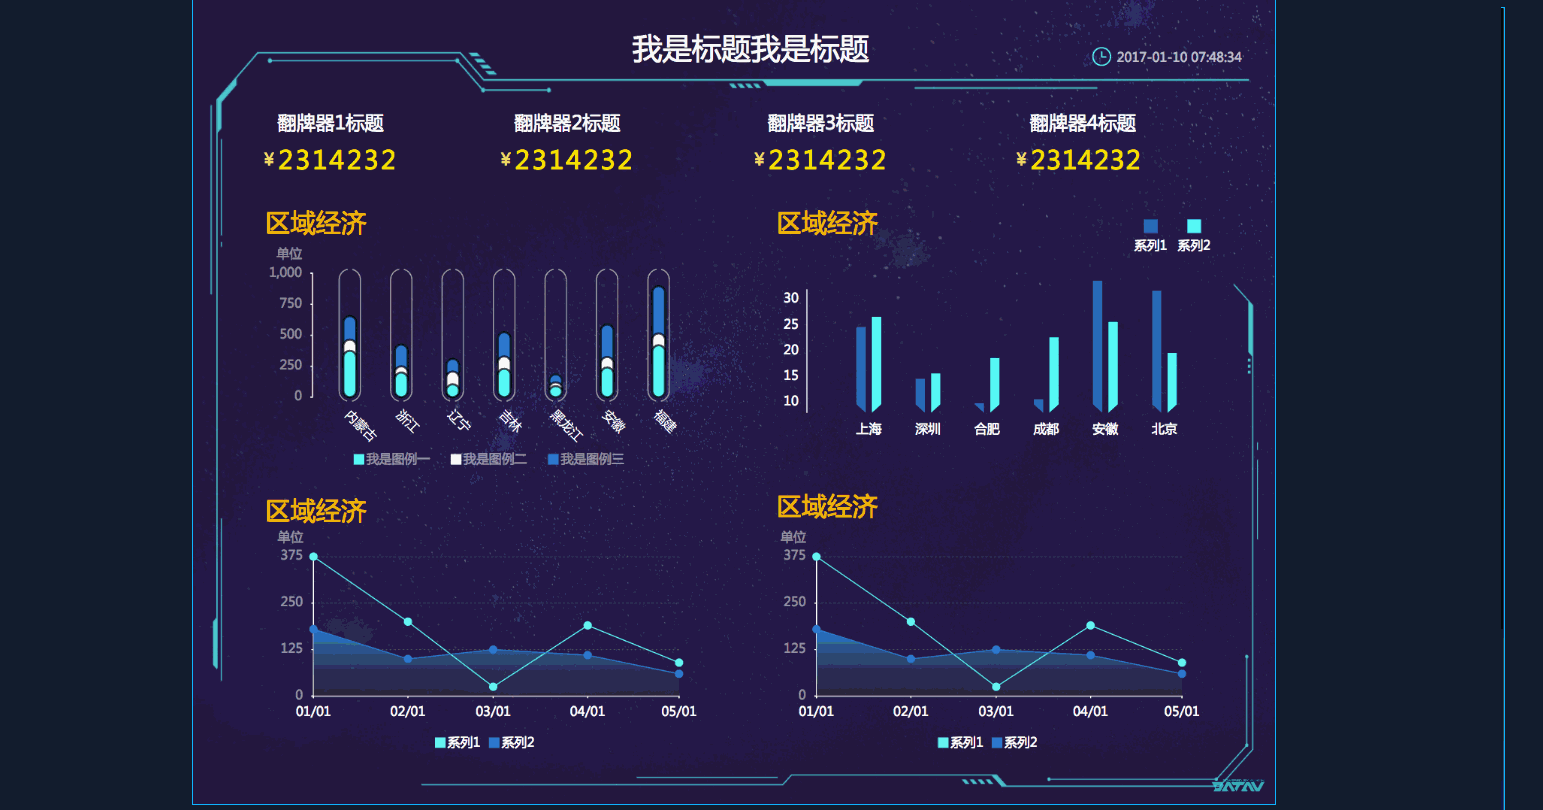 我是标题我是标题
2017-01-10 07:48:34
翻牌器1标题 翻牌器2标题 翻牌器3标题 翻牌器4标题
¥2314232 ¥2314232 ¥2314232 ¥2314232
区域经济
单位
1,000
750
500
250
0
内蒙古 浙江 辽宁 吉林 黑龙江 安徽 福建
我是图例一 我是图例二 我是图例三
区域经济
系列1 系列2
30
25
20
15
10
上海 深圳 合肥 成都 安徽 北京
区域经济
单位
375
250
125
0
01/01 02/01 03/01 04/01 05/01
系列1 系列2
区域经济
单位
375
250
125
0
01/01 02/01 03/01 04/01 05/01
系列1 系列2
DATAV